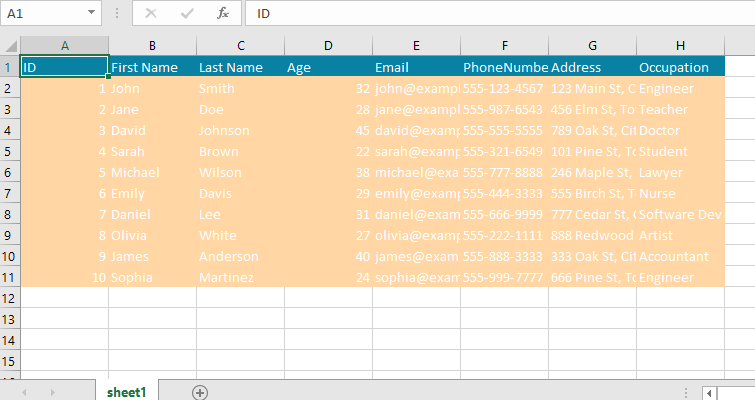 A1 fx ID
A B C D E F G H
1 ID First Name Last Name Age Email PhoneNumbe Address Occupation
2 1 John Smith 32 john@exampl 555-123-4567 123 Main St, C Engineer
3 2 Jane Doe 28 jane@exampl 555-987-6543 456 Elm St, To Teacher
4 3 David Johnson 45 david@examp 555-555-5555 789 Oak St, Cit Doctor
5 4 Sarah Brown 22 sarah@examp 555-321-6549 101 Pine St, To Student
6 5 Michael Wilson 38 michael@exa 555-777-8888 246 Maple St, Lawyer
7 6 Emily Davis 29 emily@examp 555-444-3333 555 Birch St, T Nurse
8 7 Daniel Lee 31 daniel@exam 555-666-9999 777 Cedar St, Software Dev
9 8 Olivia White 27 olivia@examp 555-222-1111 888 Redwood Artist
10 9 James Anderson 40 james@exam 555-888-3333 333 Oak St, Cit Accountant
11 10 Sophia Martinez 24 sophia@exam 555-999-7777 666 Pine St, To Engineer
12
13
14
15
sheet1